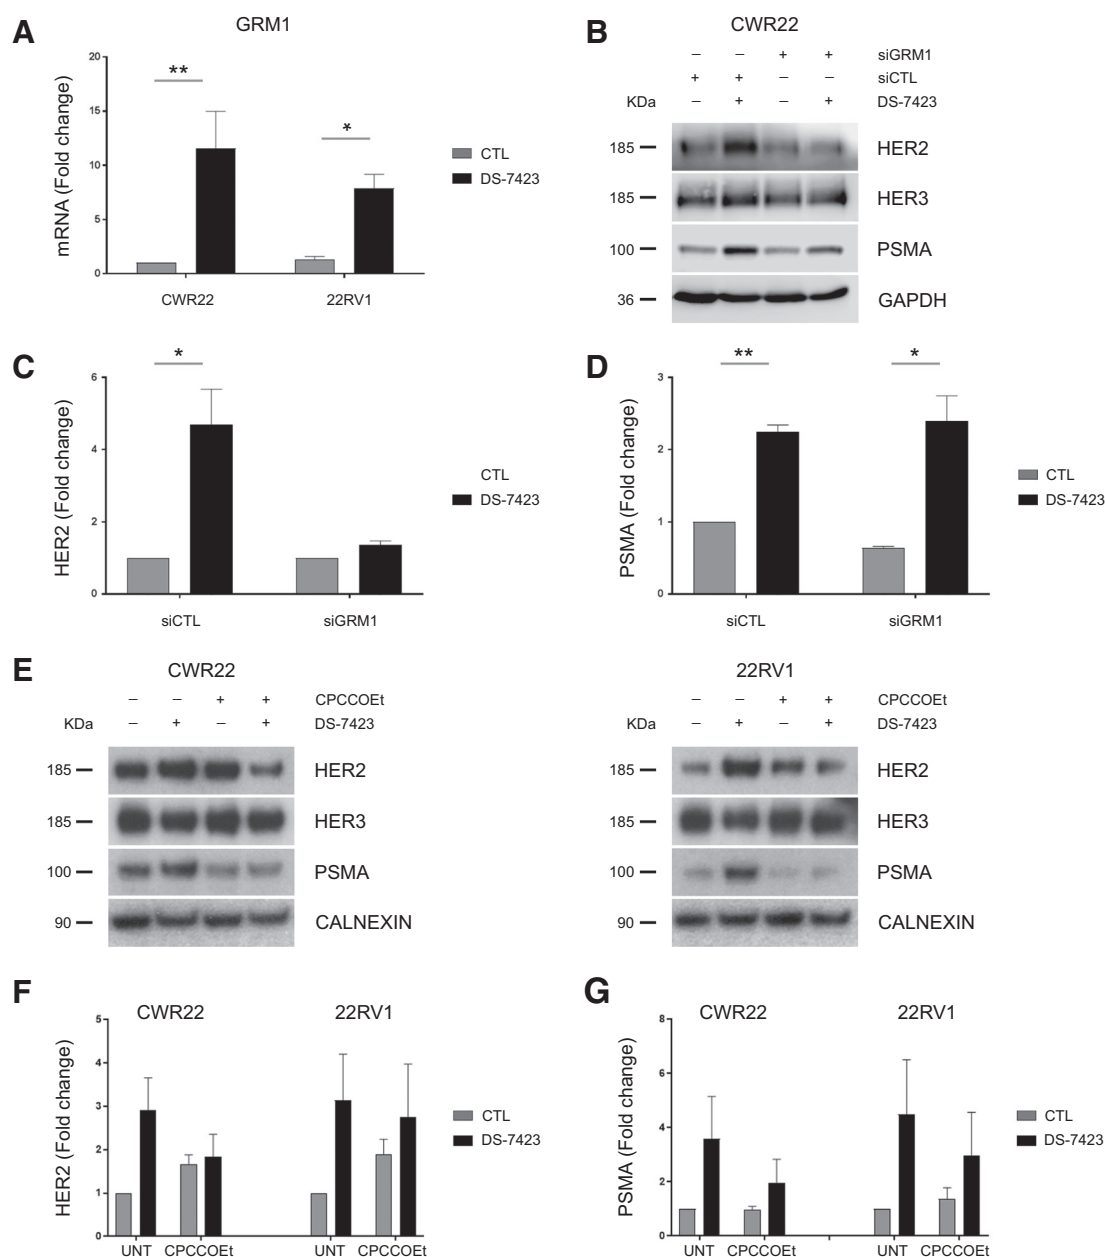 A
GRM1
mRNA (Fold change)
20
15
10
5
0
**
*
CWR22
22RV1
CTL
DS-7423
B
CWR22
– – + + siGRM1
+ + – – siCTL
KDa – + – + DS-7423
185 HER2
185 HER3
100 PSMA
36 GAPDH
C
HER2 (Fold change)
6
4
2
0
*
siCTL
siGRM1
CTL
DS-7423
D
PSMA (Fold change)
3
2
1
0
**
*
siCTL
siGRM1
CTL
DS-7423
E
CWR22
– – + + CPCCOEt
KDa – + – + DS-7423
185 HER2
185 HER3
100 PSMA
90 CALNEXIN
22RV1
– – + + CPCCOEt
KDa – + – + DS-7423
185 HER2
185 HER3
100 PSMA
90 CALNEXIN
F
CWR22
22RV1
HER2 (Fold change)
5
4
3
2
1
0
UNT CPCCOEt
UNT CPCCOEt
CTL
DS-7423
G
CWR22
22RV1
PSMA (Fold change)
8
6
4
2
0
UNT CPCCOEt
UNT CPCCOEt
CTL
DS-7423